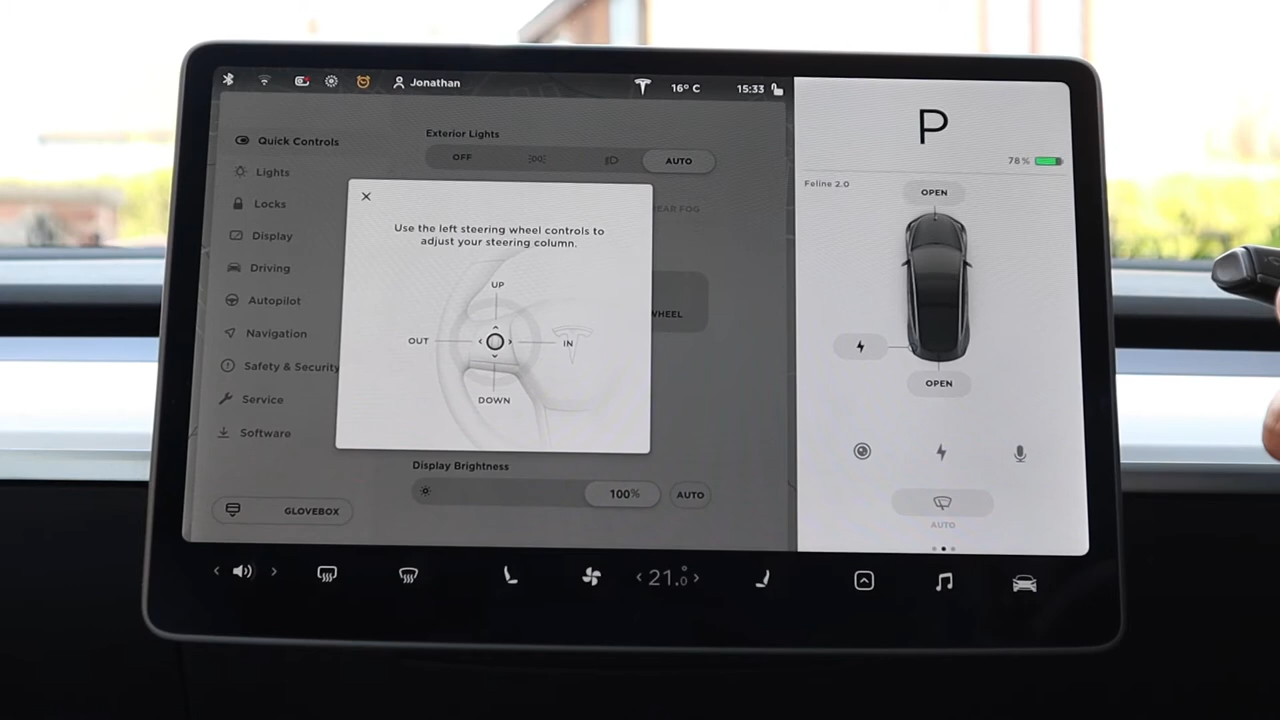 Jonathan
16° C
15:33
Quick Controls
Lights
Locks
Display
Driving
Autopilot
Navigation
Safety & Security
Service
Software
GLOVEBOX
Exterior Lights
OFF
AUTO
REAR FOG
WHEEL
Use the left steering wheel controls to
adjust your steering column.
UP
OUT
IN
DOWN
Display Brightness
100%
AUTO
P
78%
Feline 2.0
OPEN
OPEN
AUTO
21.0